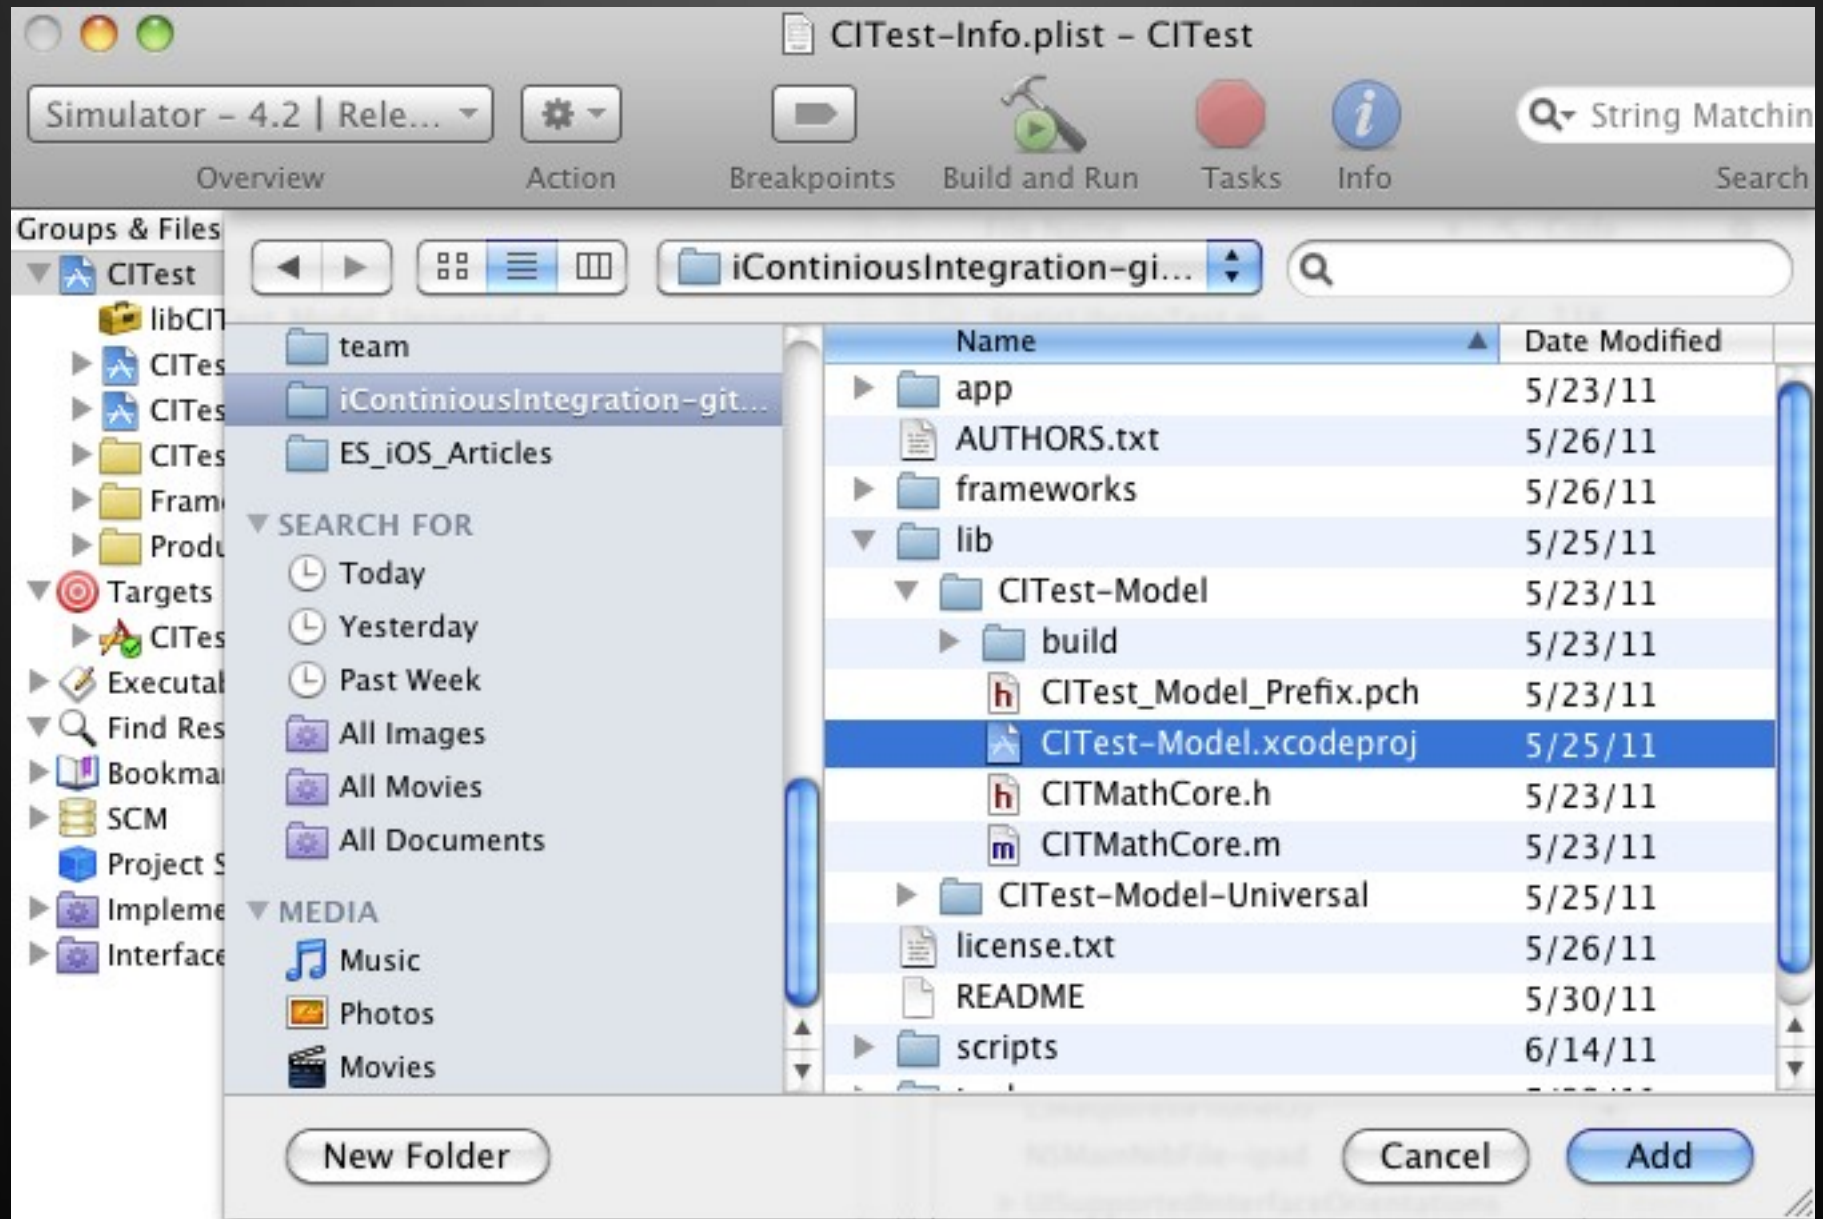 CITest-Info.plist – CITest
Simulator – 4.2 | Rele...
String Matchin
Overview
Action
Breakpoints
Build and Run
Tasks
Info
Search
Groups & Files
CITest
libCIT
CITes
CITes
CITes
Fram
Produ
Targets
CITes
Executal
Find Res
Bookmar
SCM
Project S
Impleme
Interface
iContiniousIntegration-gi...
team
iContiniousIntegration-git...
ES_iOS_Articles
SEARCH FOR
Today
Yesterday
Past Week
All Images
All Movies
All Documents
MEDIA
Music
Photos
Movies
Name Date Modified
app 5/23/11
AUTHORS.txt 5/26/11
frameworks 5/26/11
lib 5/25/11
CITest-Model 5/23/11
build 5/23/11
CITest_Model_Prefix.pch 5/23/11
CITest-Model.xcodeproj 5/25/11
CITMathCore.h 5/23/11
CITMathCore.m 5/23/11
CITest-Model-Universal 5/25/11
license.txt 5/26/11
README 5/30/11
scripts 6/14/11
New Folder
Cancel
Add